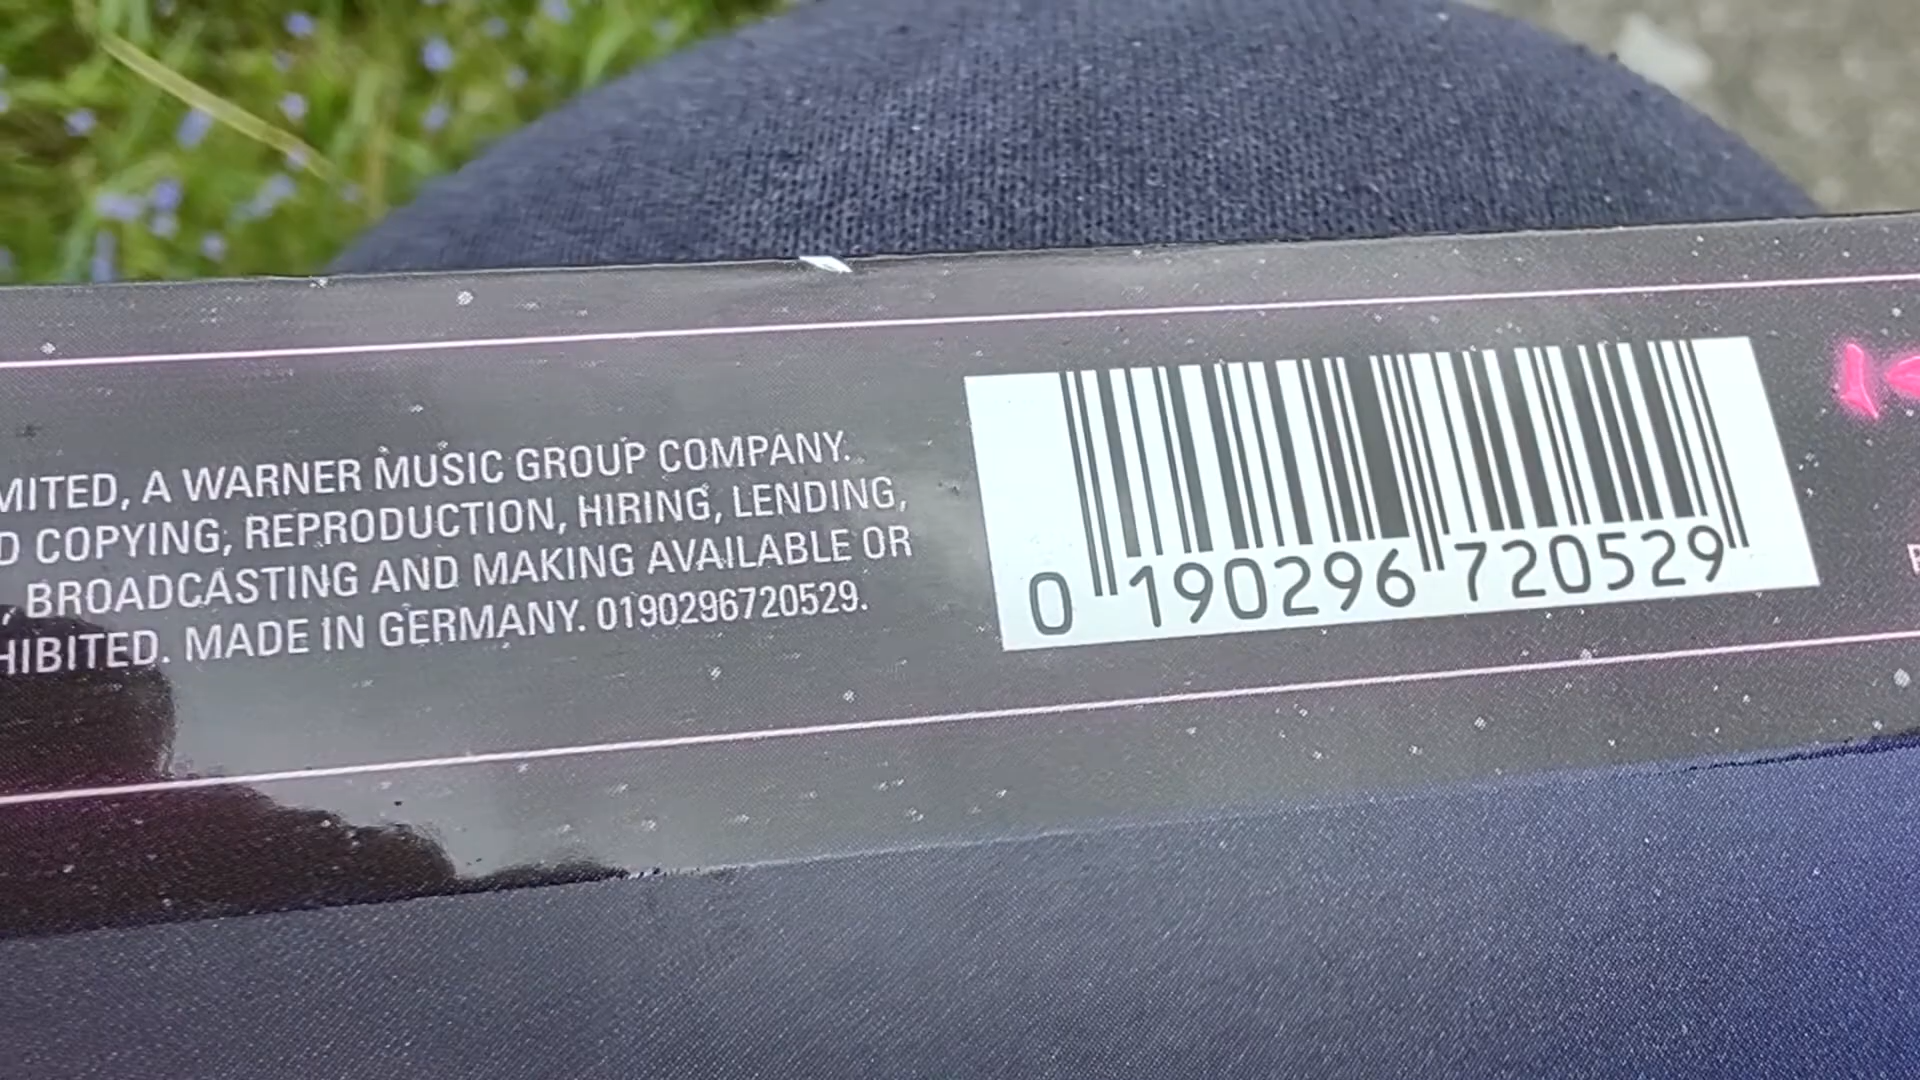 MITED, A WARNER MUSIC GROUP COMPANY.
D COPYING, REPRODUCTION, HIRING, LENDING,
, BROADCASTING AND MAKING AVAILABLE OR
HIBITED. MADE IN GERMANY. 0190296720529.
0 190296 720529